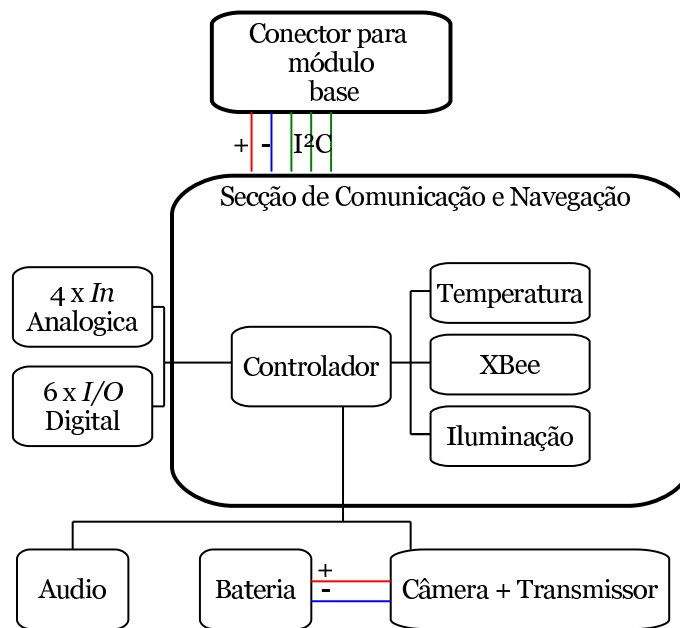 Conector para
módulo
base
+ - I²C
Secção de Comunicação e Navegação
4 x In
Analogica
6 x I/O
Digital
Controlador
Temperatura
XBee
Iluminação
Audio
Bateria
+
-
Câmera + Transmissor